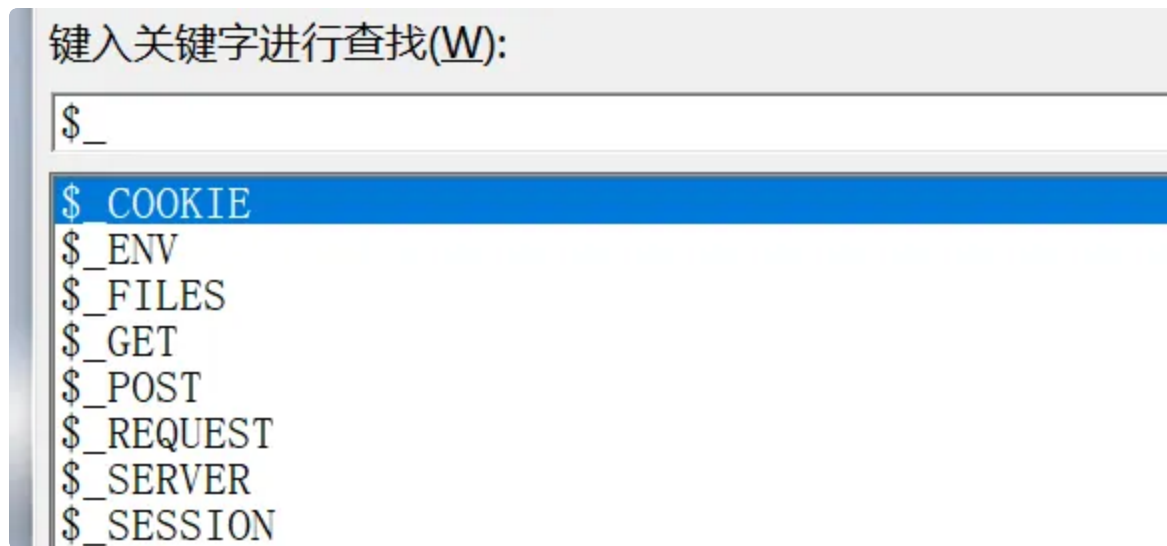 键入关键字进行查找(W):
$_
$_COOKIE
$_ENV
$_FILES
$_GET
$_POST
$_REQUEST
$_SERVER
$_SESSION